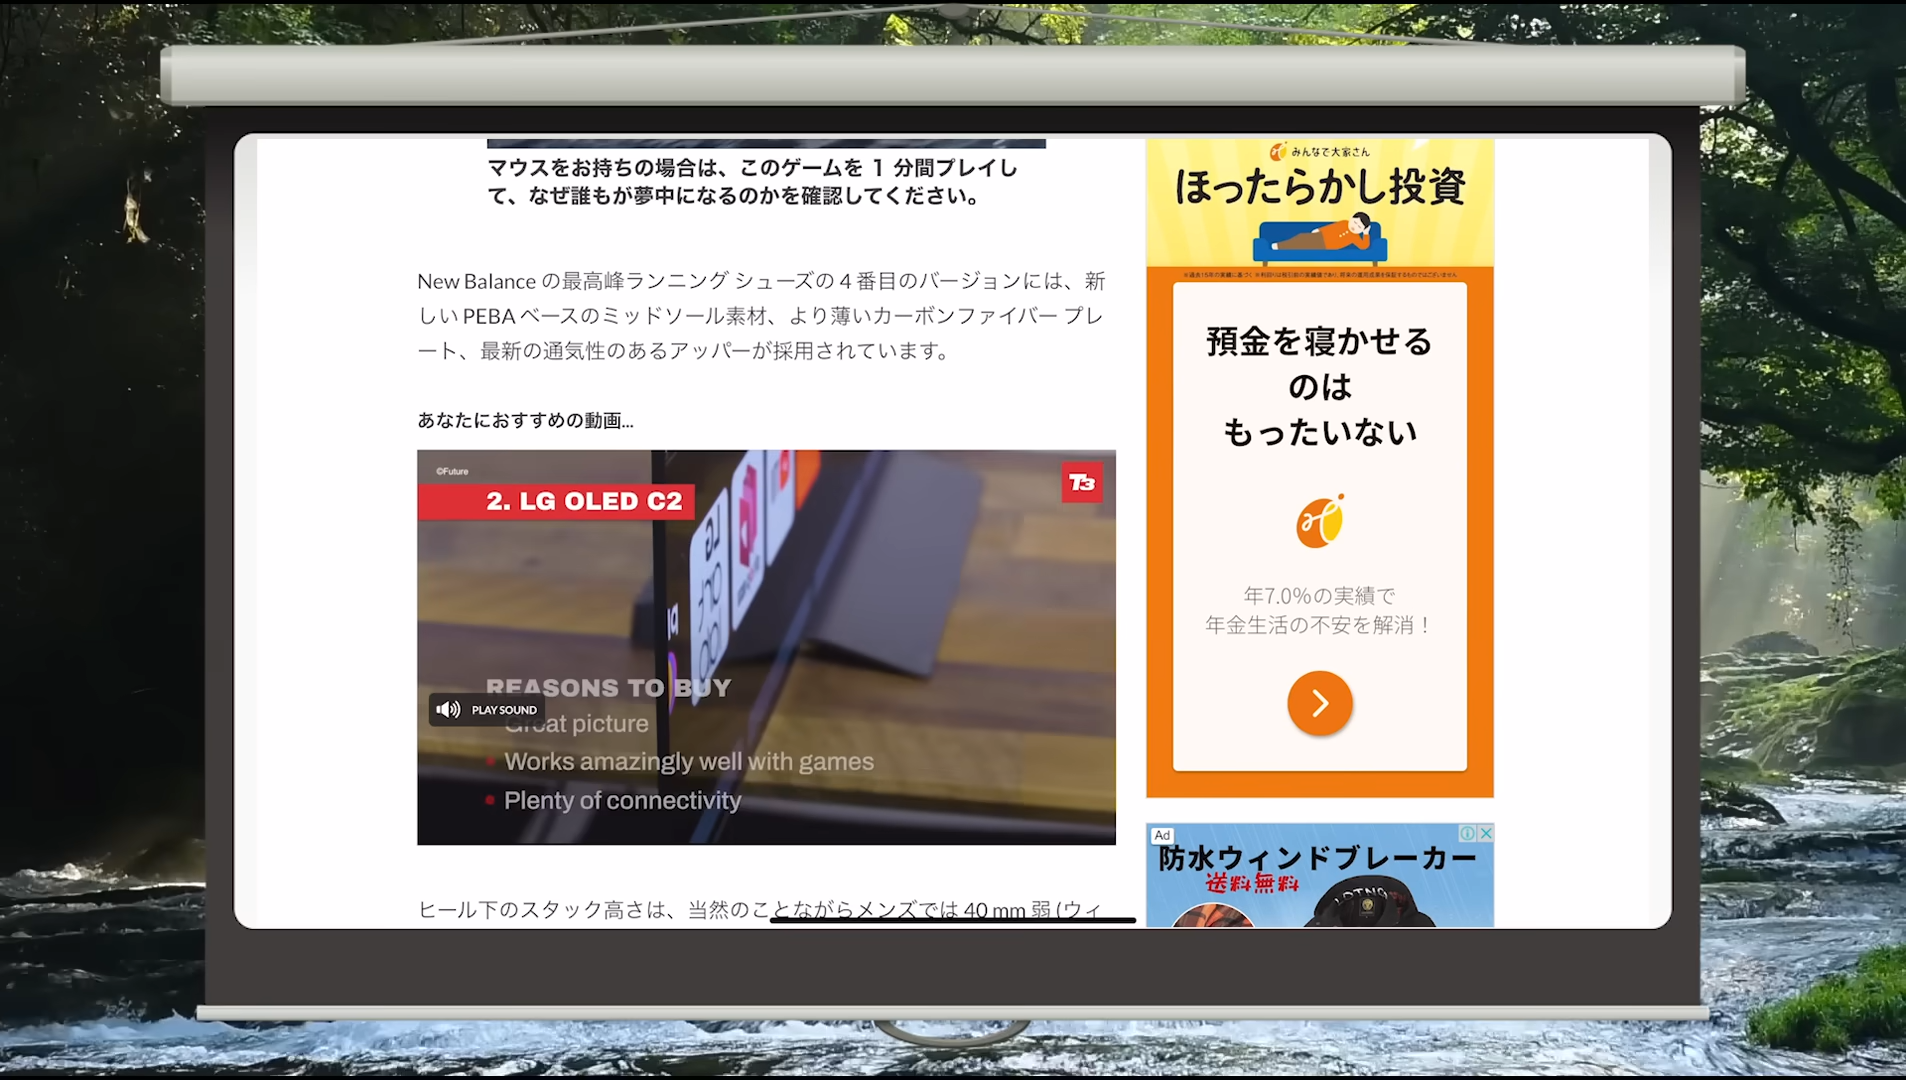 マウスをお持ちの場合は、このゲームを 1 分間プレイし
て、なぜ誰もが夢中になるのかを確認してください。
New Balance の最高峰ランニング シューズの 4 番目のバージョンには、新
しい PEBA ベースのミッドソール素材、より薄いカーボンファイバー プレ
ート、最新の通気性のあるアッパーが採用されています。
あなたにおすすめの動画...
©Future
2. LG OLED C2
T3
REASONS TO BUY
PLAY SOUND
Great picture
Works amazingly well with games
Plenty of connectivity
ヒール下のスタック高さは、当然のことながらメンズでは 40 mm 弱 (ウィ
みんなで大家さん
ほったらかし投資
預金を寝かせる
のは
もったいない
年7.0%の実績で
年金生活の不安を解消！
Ad
防水ウィンドブレーカー
送料無料